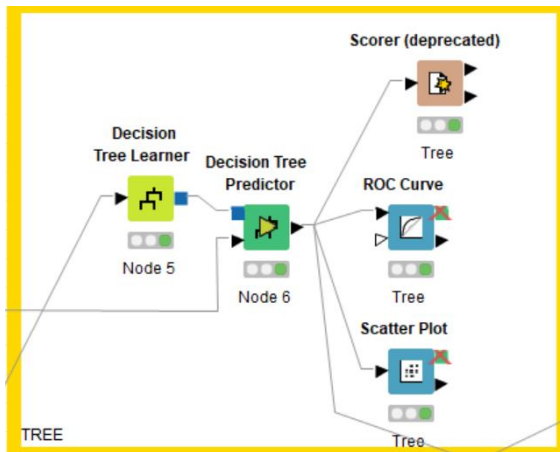 Scorer (deprecated)
Tree
Decision
Tree Learner
Node 5
Decision Tree
Predictor
Node 6
ROC Curve
Tree
Scatter Plot
Tree
TREE